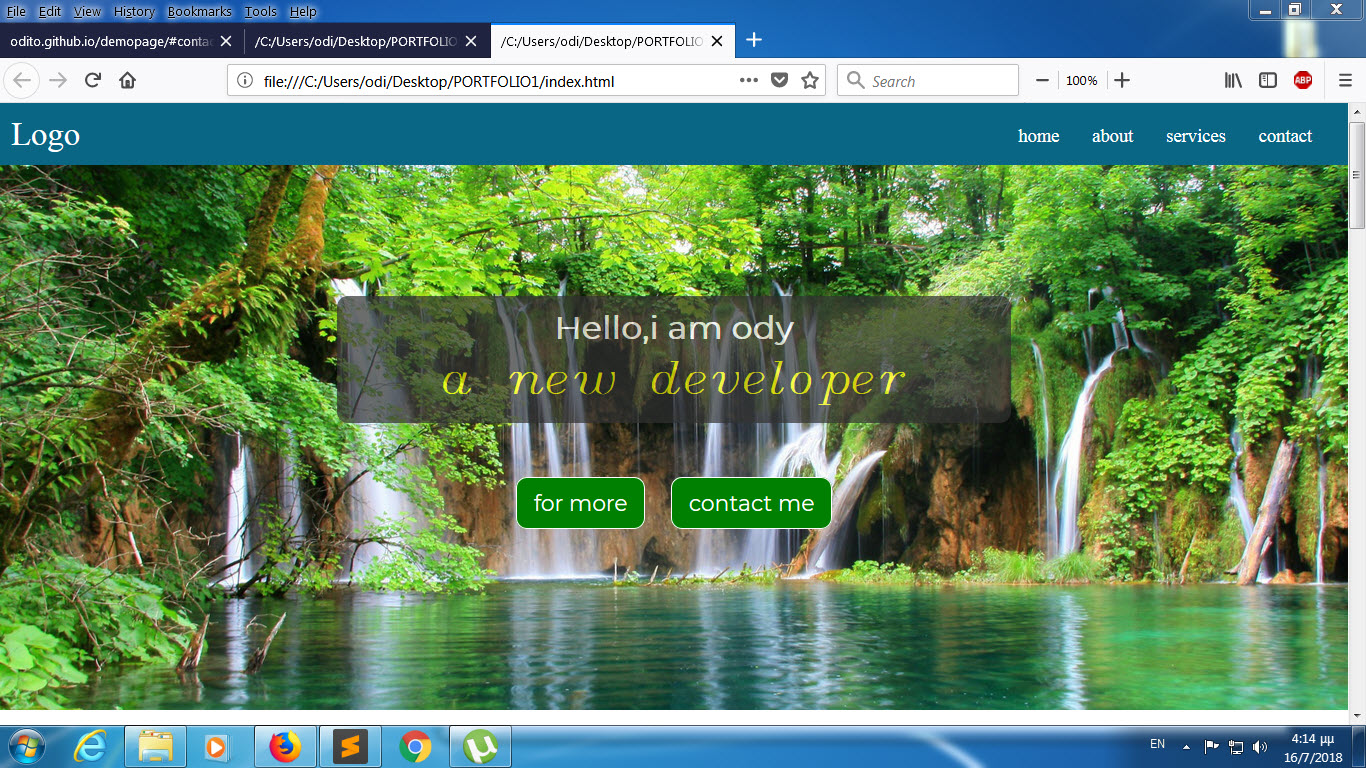 File Edit View History Bookmarks Tools Help
odito.github.io/demopage/#conta
/C:/Users/odi/Desktop/PORTFOLIO
/C:/Users/odi/Desktop/PORTFOLIO
file:///C:/Users/odi/Desktop/PORTFOLIO1/index.html
Search
100%
ABP
Logo
home about services contact
Hello,i am ody
a new developer
for more
contact me
EN
4:14 μμ
16/7/2018